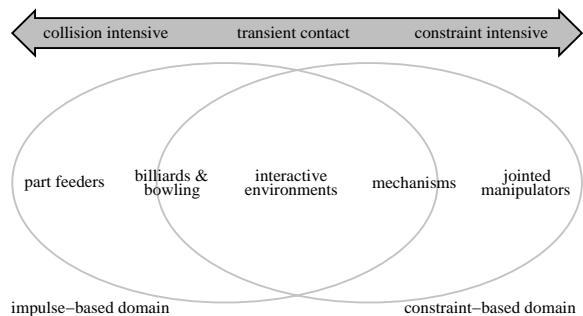 collision intensive transient contact constraint intensive
part feeders
billiards &
bowling
interactive
environments
mechanisms
jointed
manipulators
impulse−based domain constraint−based domain